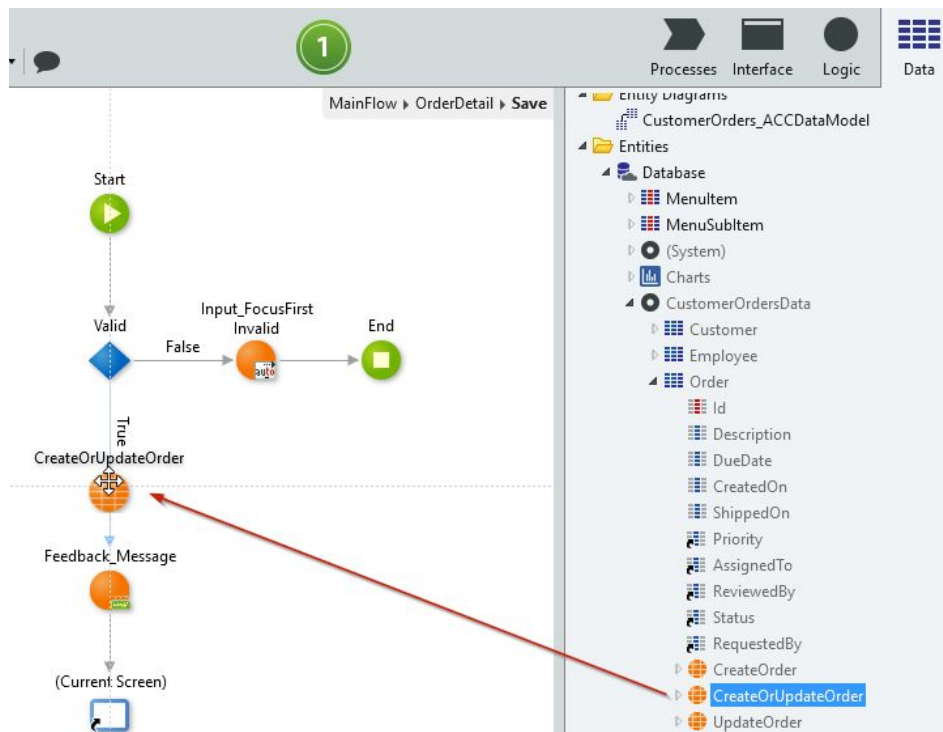 1
Processes
Interface
Logic
Data
MainFlow ▸ OrderDetail ▸ Save
Start
Valid
False
Input_FocusFirst
Invalid
auto
End
True
CreateOrUpdateOrder
Feedback_Message
(Current Screen)
Entity Diagrams
CustomerOrders_ACCDataModel
Entities
Database
MenuItem
MenuSubItem
(System)
Charts
CustomerOrdersData
Customer
Employee
Order
Id
Description
DueDate
CreatedOn
ShippedOn
Priority
AssignedTo
ReviewedBy
Status
RequestedBy
CreateOrder
CreateOrUpdateOrder
UpdateOrder